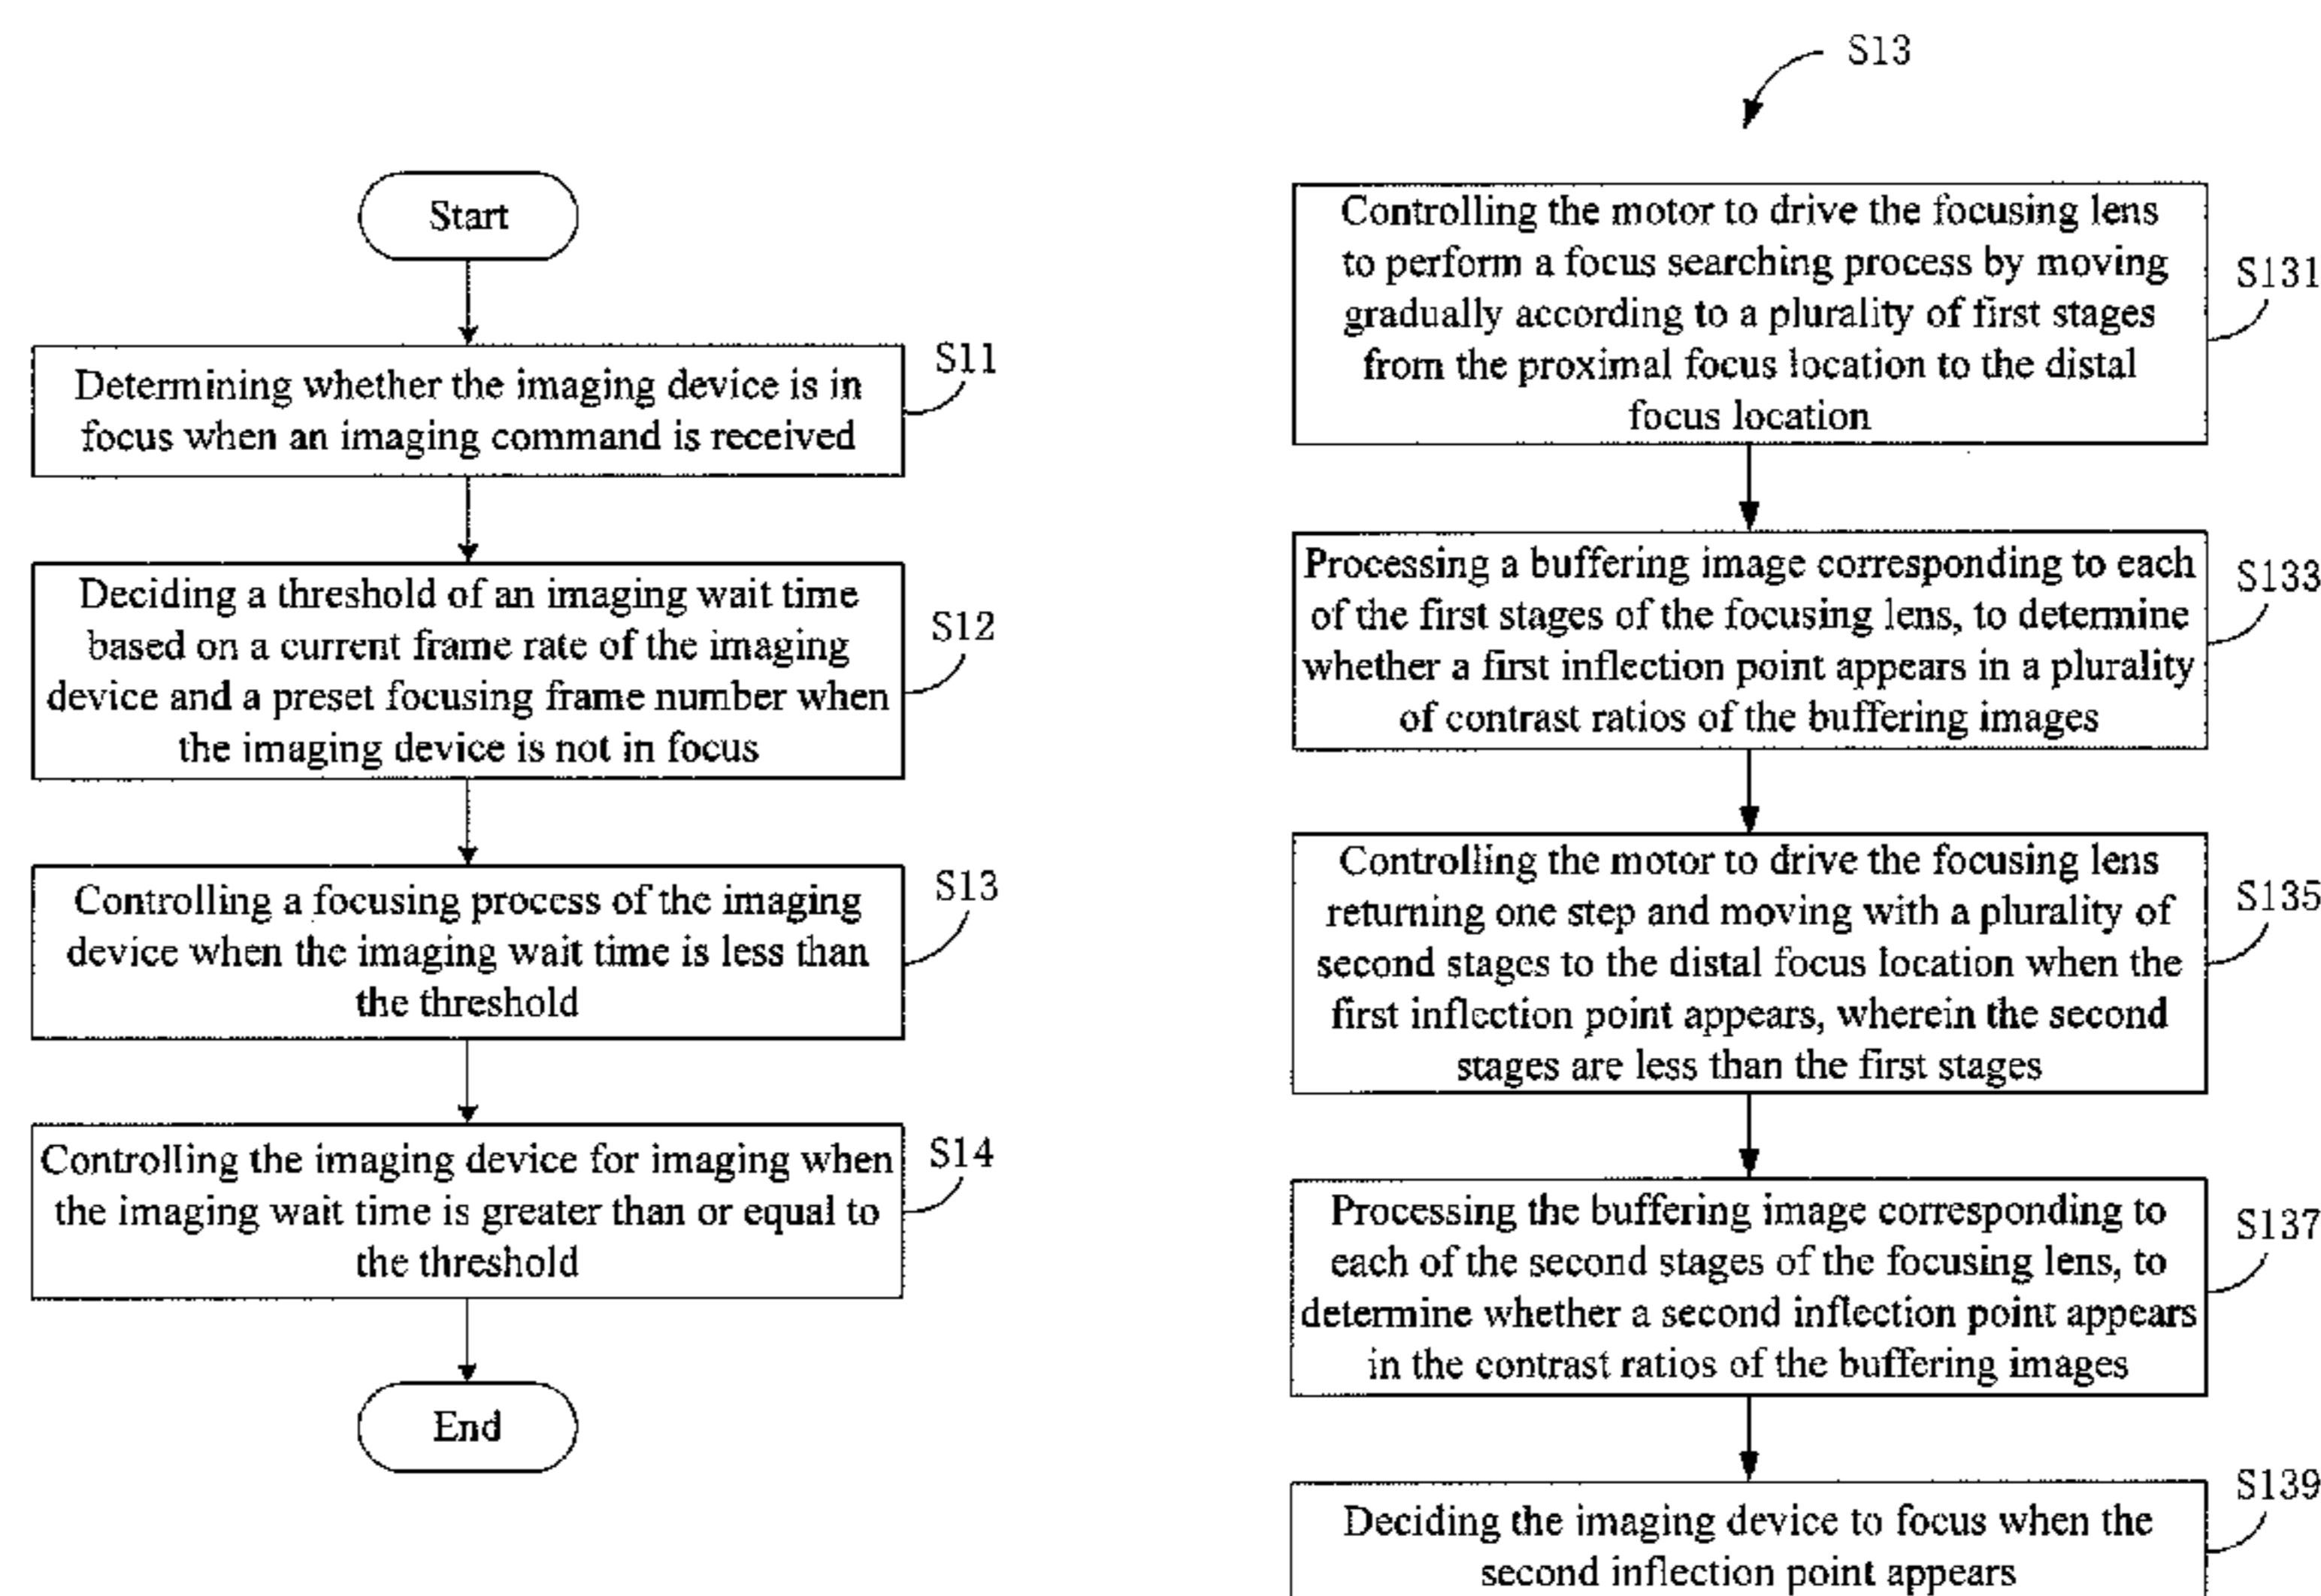 Start
Determining whether the imaging device is in
focus when an imaging command is received
S11
Deciding a threshold of an imaging wait time
based on a current frame rate of the imaging
device and a preset focusing frame number when
the imaging device is not in focus
S12
Controlling a focusing process of the imaging
device when the imaging wait time is less than
the threshold
S13
Controlling the imaging device for imaging when
the imaging wait time is greater than or equal to
the threshold
S14
End
S13
Controlling the motor to drive the focusing lens
to perform a focus searching process by moving
gradually according to a plurality of first stages
from the proximal focus location to the distal
focus location
S131
Processing a buffering image corresponding to each
of the first stages of the focusing lens, to determine
whether a first inflection point appears in a plurality
of contrast ratios of the buffering images
S133
Controlling the motor to drive the focusing lens
returning one step and moving with a plurality of
second stages to the distal focus location when the
first inflection point appears, wherein the second
stages are less than the first stages
S135
Processing the buffering image corresponding to
each of the second stages of the focusing lens, to
determine whether a second inflection point appears
in the contrast ratios of the buffering images
S137
Deciding the imaging device to focus when the
second inflection point appears
S139